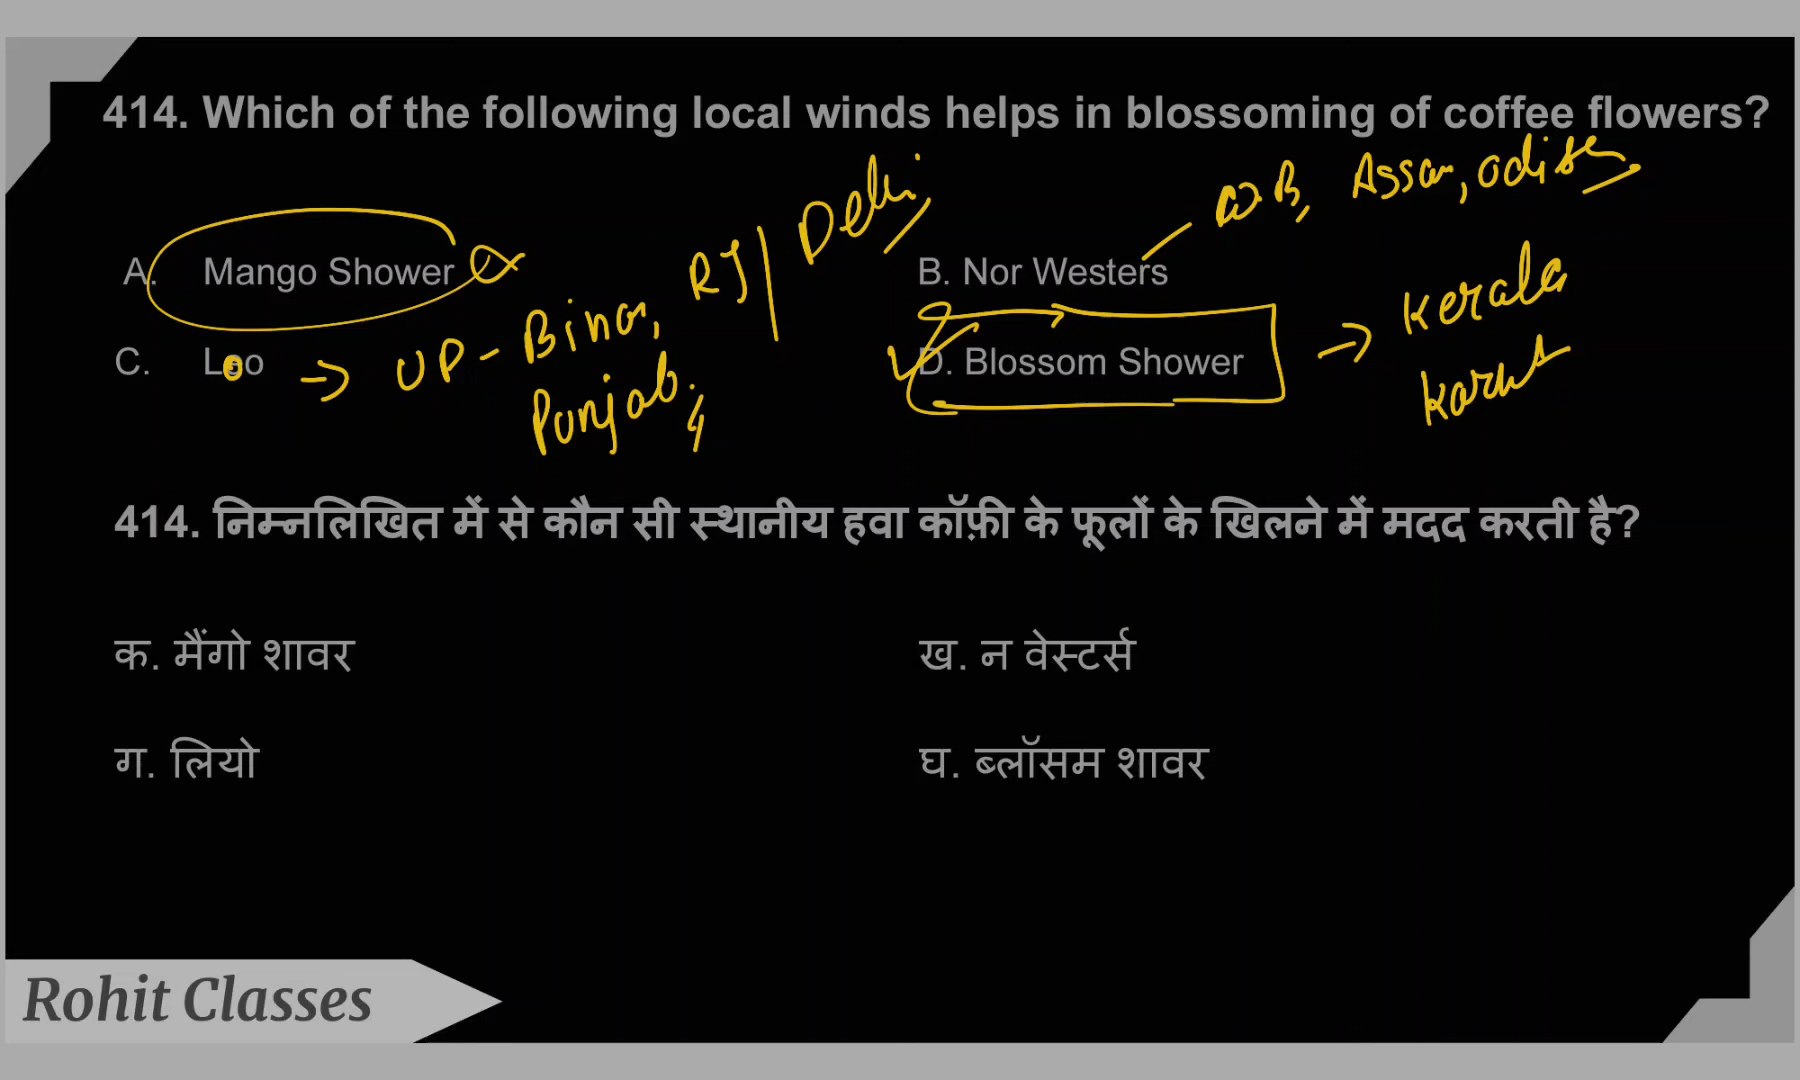 414. Which of the following local winds helps in blossoming of coffee flowers?
W.B, Assam, odisha
A. Mango Shower
RJ Delhi
B. Nor Westers
C. Loo
UP - Bihar,
Punjab,
D. Blossom Shower
Kerala
414. निम्नलिखित में से कौन सी स्थानीय हवा कॉफ़ी के फूलों के खिलने में मदद करती है?
क. मैंगो शावर
ख. न वेस्टर्स
ग. लियो
घ. ब्लॉसम शावर
Rohit Classes